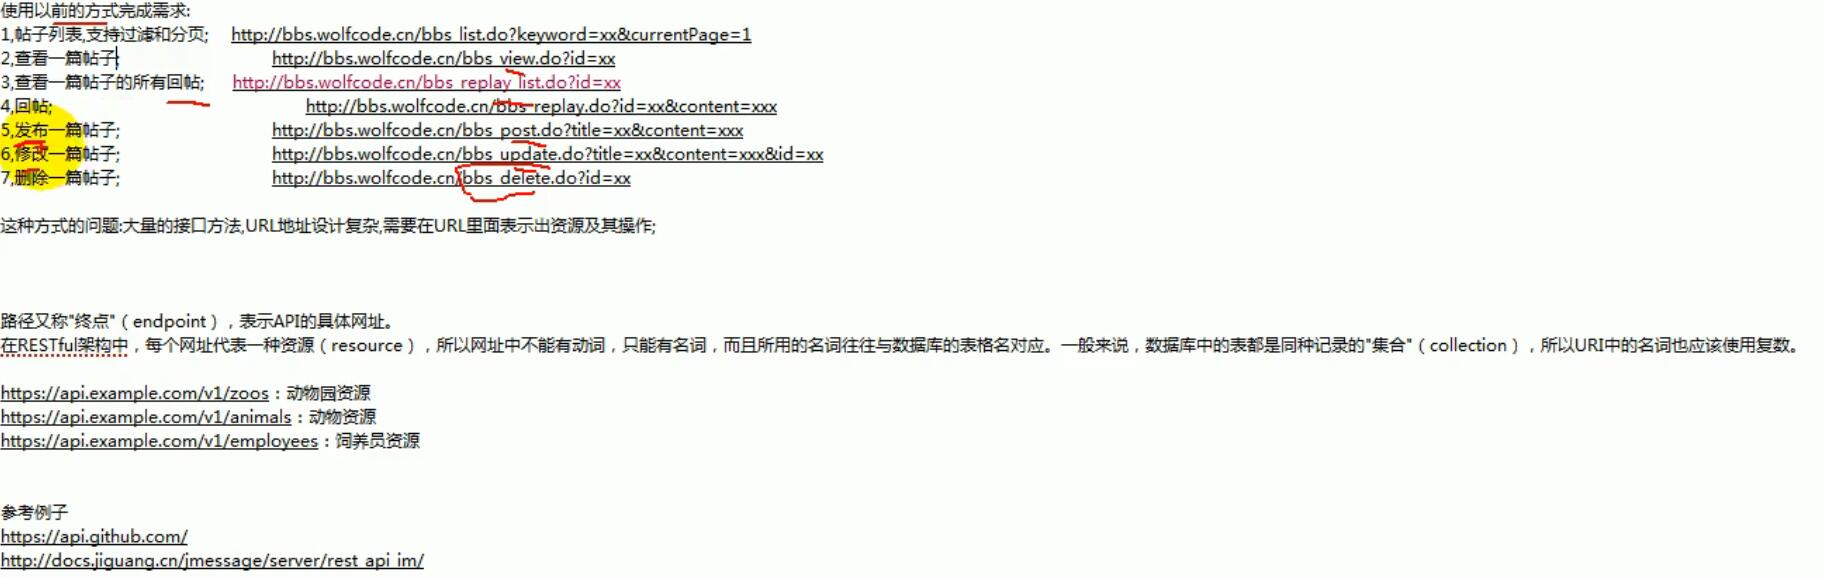 使用以前的方式完成需求:
1,帖子列表,支持过滤和分页; http://bbs.wolfcode.cn/bbs_list.do?keyword=xx&currentPage=1
2,查看一篇帖子; http://bbs.wolfcode.cn/bbs_view.do?id=xx
3,查看一篇帖子的所有回帖; http://bbs.wolfcode.cn/bbs_replay_list.do?id=xx
4,回帖; http://bbs.wolfcode.cn/bbs_replay.do?id=xx&content=xxx
5,发布一篇帖子; http://bbs.wolfcode.cn/bbs_post.do?title=xx&content=xxx
6,修改一篇帖子; http://bbs.wolfcode.cn/bbs_update.do?title=xx&content=xxx&id=xx
7,删除一篇帖子; http://bbs.wolfcode.cn/bbs_delete.do?id=xx
这种方式的问题:大量的接口方法,URL地址设计复杂,需要在URL里面表示出资源及其操作;
路径又称"终点"（endpoint），表示API的具体网址。
在RESTful架构中，每个网址代表一种资源（resource），所以网址中不能有动词，只能有名词，而且所用的名词往往与数据库的表格名对应。一般来说，数据库中的表都是同种记录的"集合"（collection），所以URI中的名词也应该使用复数。
https://api.example.com/v1/zoos：动物园资源
https://api.example.com/v1/animals：动物资源
https://api.example.com/v1/employees：饲养员资源
参考例子
https://api.github.com/
http://docs.jiguang.cn/jmessage/server/rest_api_im/